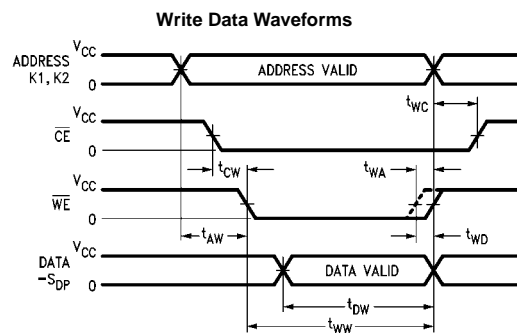 Write Data Waveforms
VCC
ADDRESS
K1, K2
ADDRESS VALID
0
tWC
VCC
CE
0
tCW
tWA
VCC
WE
0
tAW
tWD
VCC
DATA
-SDP
DATA VALID
0
tDW
tWW